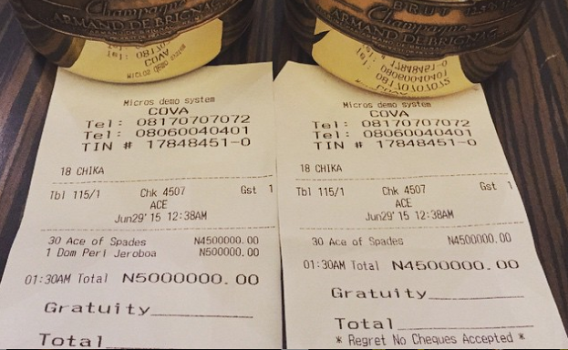 Champagne
ARMAND DE BRIGNAC
COVA
Micros demo system
COVA
Tel: 08170707072
Tel: 08060040401
TIN # 17848451-0
18 CHIKA
Tbl 115/1 Chk 4507 Gst 1
ACE
Jun29'15 12:38AM
30 Ace of Spades N4500000.00
1 Dom Perl Jeroboa N500000.00
01:30AM Total N5000000.00
Gratuity
Total
BRUT
Champagne
ARMAND DE BRIGNAC
17848451-0
08060040401
08170707072
Micros demo system
COVA
Tel: 08170707072
Tel: 08060040401
TIN # 17848451-0
18 CHIKA
Tbl 115/1 Chk 4507 Gst 1
ACE
Jun29'15 12:38AM
30 Ace of Spades N4500000.00
01:30AM Total N4500000.00
Gratuity
Total
* Regret No Cheques Accepted *